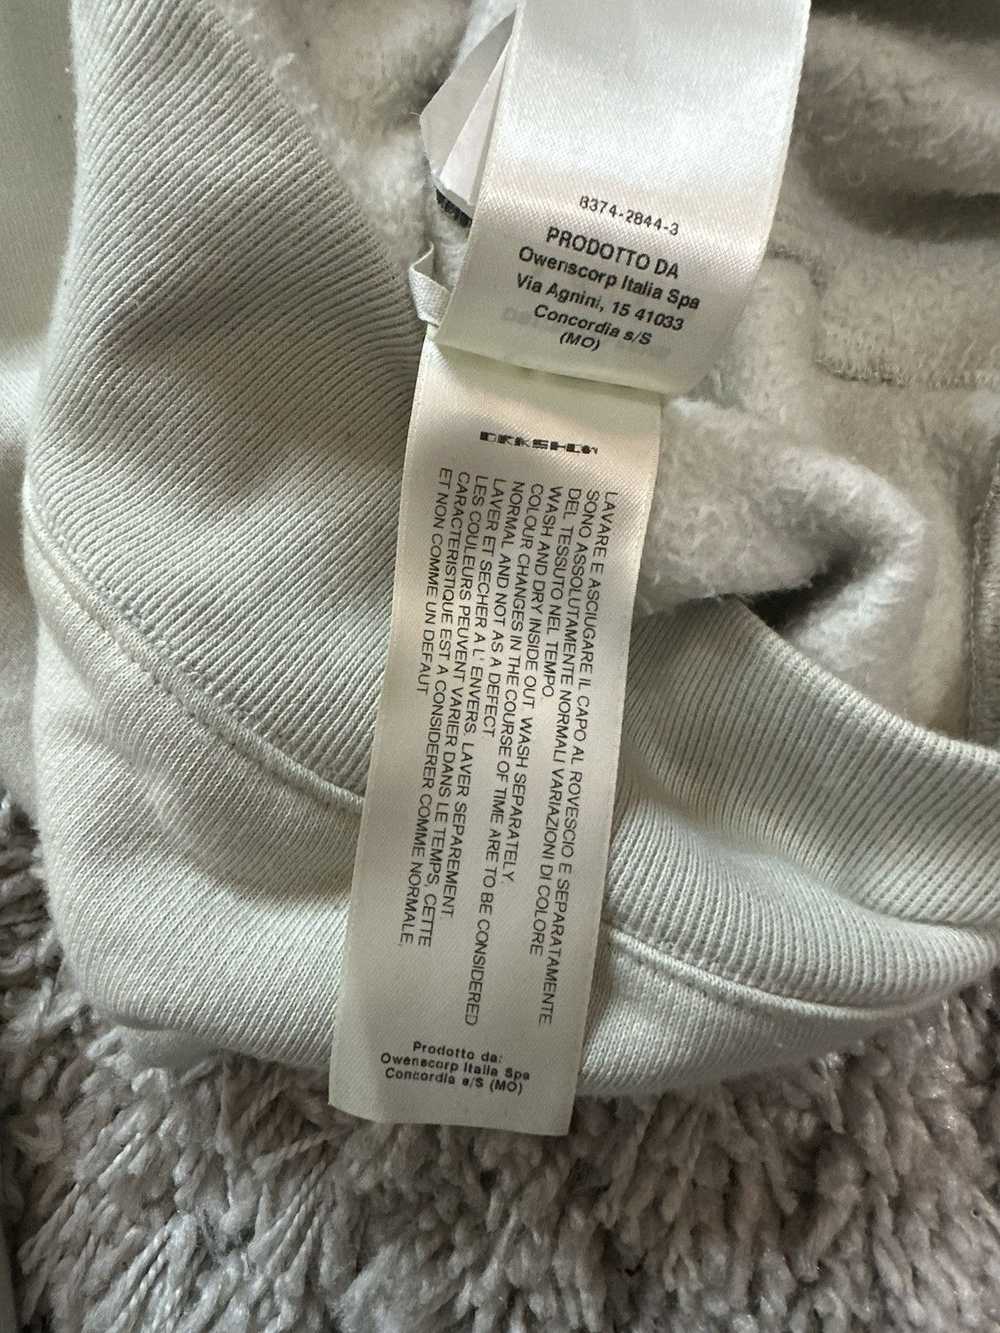 8374-2844-3
PRODOTTO DA
Owenscorp Italia Spa
Via Agnini, 15 41033
Concordia s/S
(MO)
DRKSHDW
LAVARE E ASCIUGARE IL CAPO AL ROVESCIO E SEPARATAMENTE
SONO ASSOLUTAMENTE NORMALI VARIAZIONI DI COLORE
DEL TESSUTO NEL TEMPO
WASH AND DRY INSIDE OUT, WASH SEPARATELY.
COLOUR CHANGES IN THE COURSE OF TIME ARE TO BE CONSIDERED
NORMAL AND NOT AS A DEFECT
LAVER ET SECHER A L' ENVERS. LAVER SEPAREMENT.
LES COULEURS PEUVENT VARIER DANS LE TEMPS, CETTE
CARACTERISTIQUE EST A CONSIDERER COMME NORMALE,
ET NON COMME UN DEFAUT
Prodotto da:
Owenscorp Italia Spa
Concordia s/S (MO)